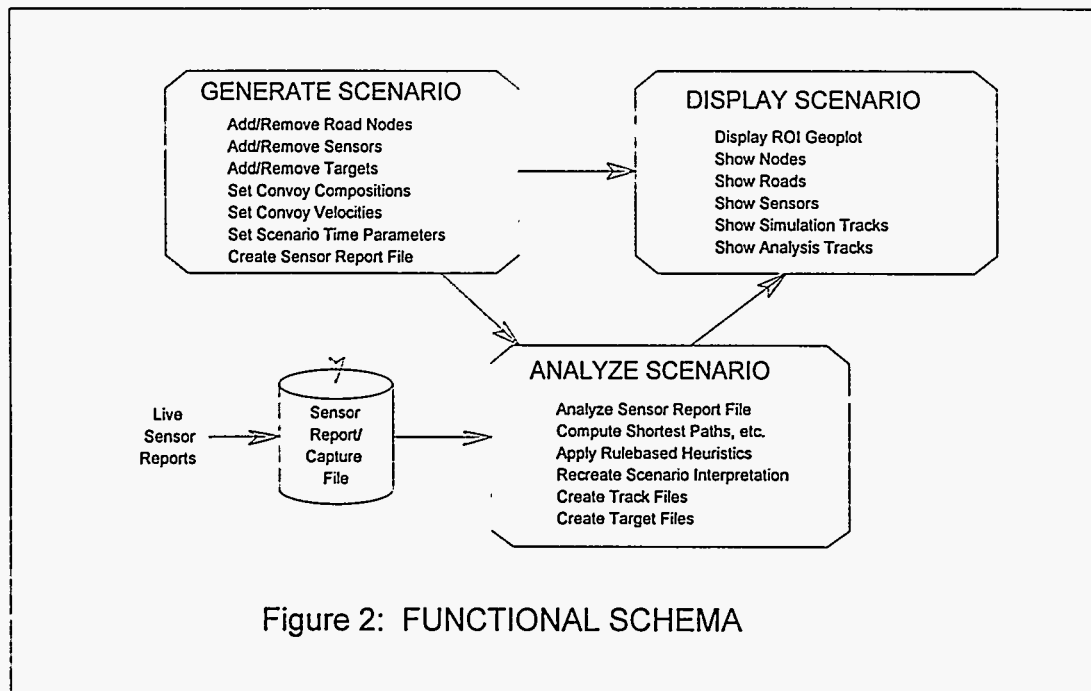 GENERATE SCENARIO
Add/Remove Road Nodes
Add/Remove Sensors
Add/Remove Targets
Set Convoy Compositions
Set Convoy Velocities
Set Scenario Time Parameters
Create Sensor Report File
DISPLAY SCENARIO
Display ROI Geoplot
Show Nodes
Show Roads
Show Sensors
Show Simulation Tracks
Show Analysis Tracks
Live
Sensor
Reports
Sensor
Report/
Capture
File
ANALYZE SCENARIO
Analyze Sensor Report File
Compute Shortest Paths, etc.
Apply Rulebased Heuristics
Recreate Scenario Interpretation
Create Track Files
Create Target Files
Figure 2: FUNCTIONAL SCHEMA